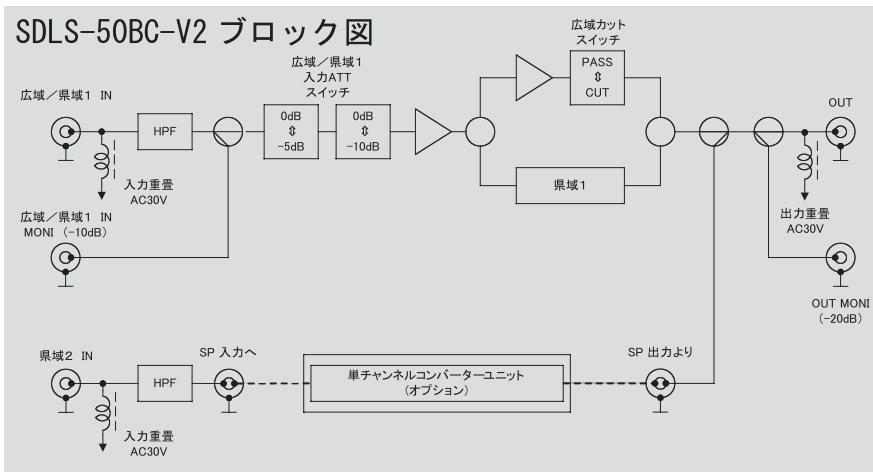 SDLS-50BC-V2 ブロック図
広域カット
スイッチ
広域／県域1
入力ATT
スイッチ
PASS
⇕
CUT
広域／県域1 IN
OUT
HPF
0dB
⇕
-5dB
0dB
⇕
-10dB
県域1
入力重畳
AC30V
出力重畳
AC30V
広域／県域1 IN
MONI (-10dB)
OUT MONI
(-20dB)
県域2 IN
SP 入力へ
SP 出力より
HPF
単チャンネルコンバーターユニット
(オプション)
入力重畳
AC30V